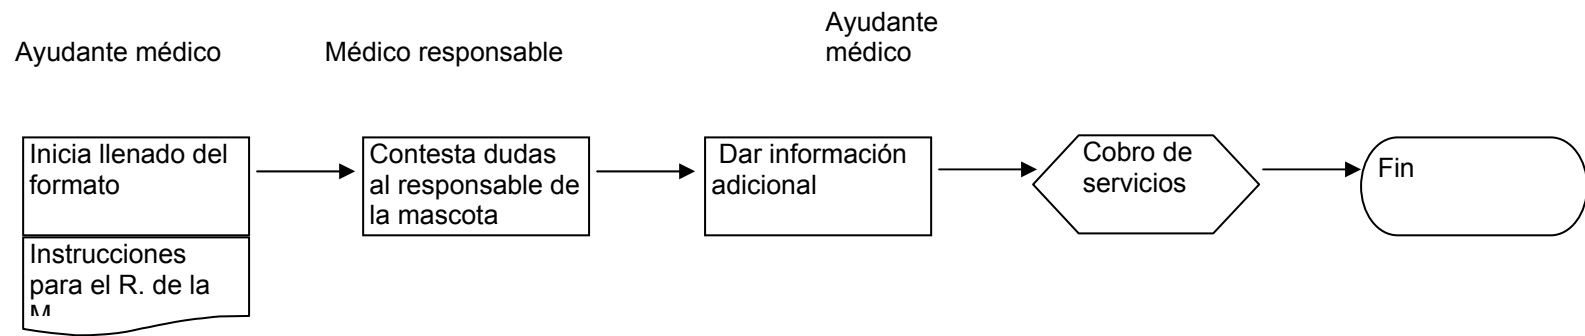 Ayudante médico
Médico responsable
Ayudante
médico
Inicia llenado del
formato
Contesta dudas
al responsable de
la mascota
Dar información
adicional
Cobro de
servicios
Fin
Instrucciones
para el R. de la
M